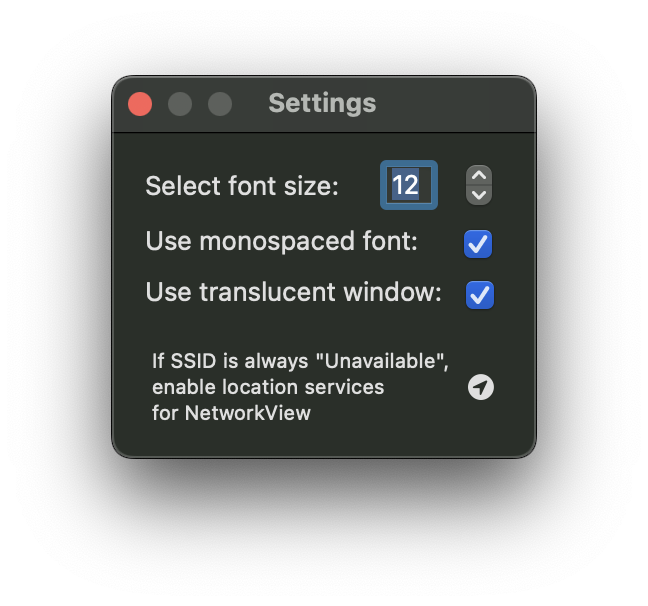 Settings
Select font size: 12
Use monospaced font:
Use translucent window:
If SSID is always "Unavailable",
enable location services
for NetworkView